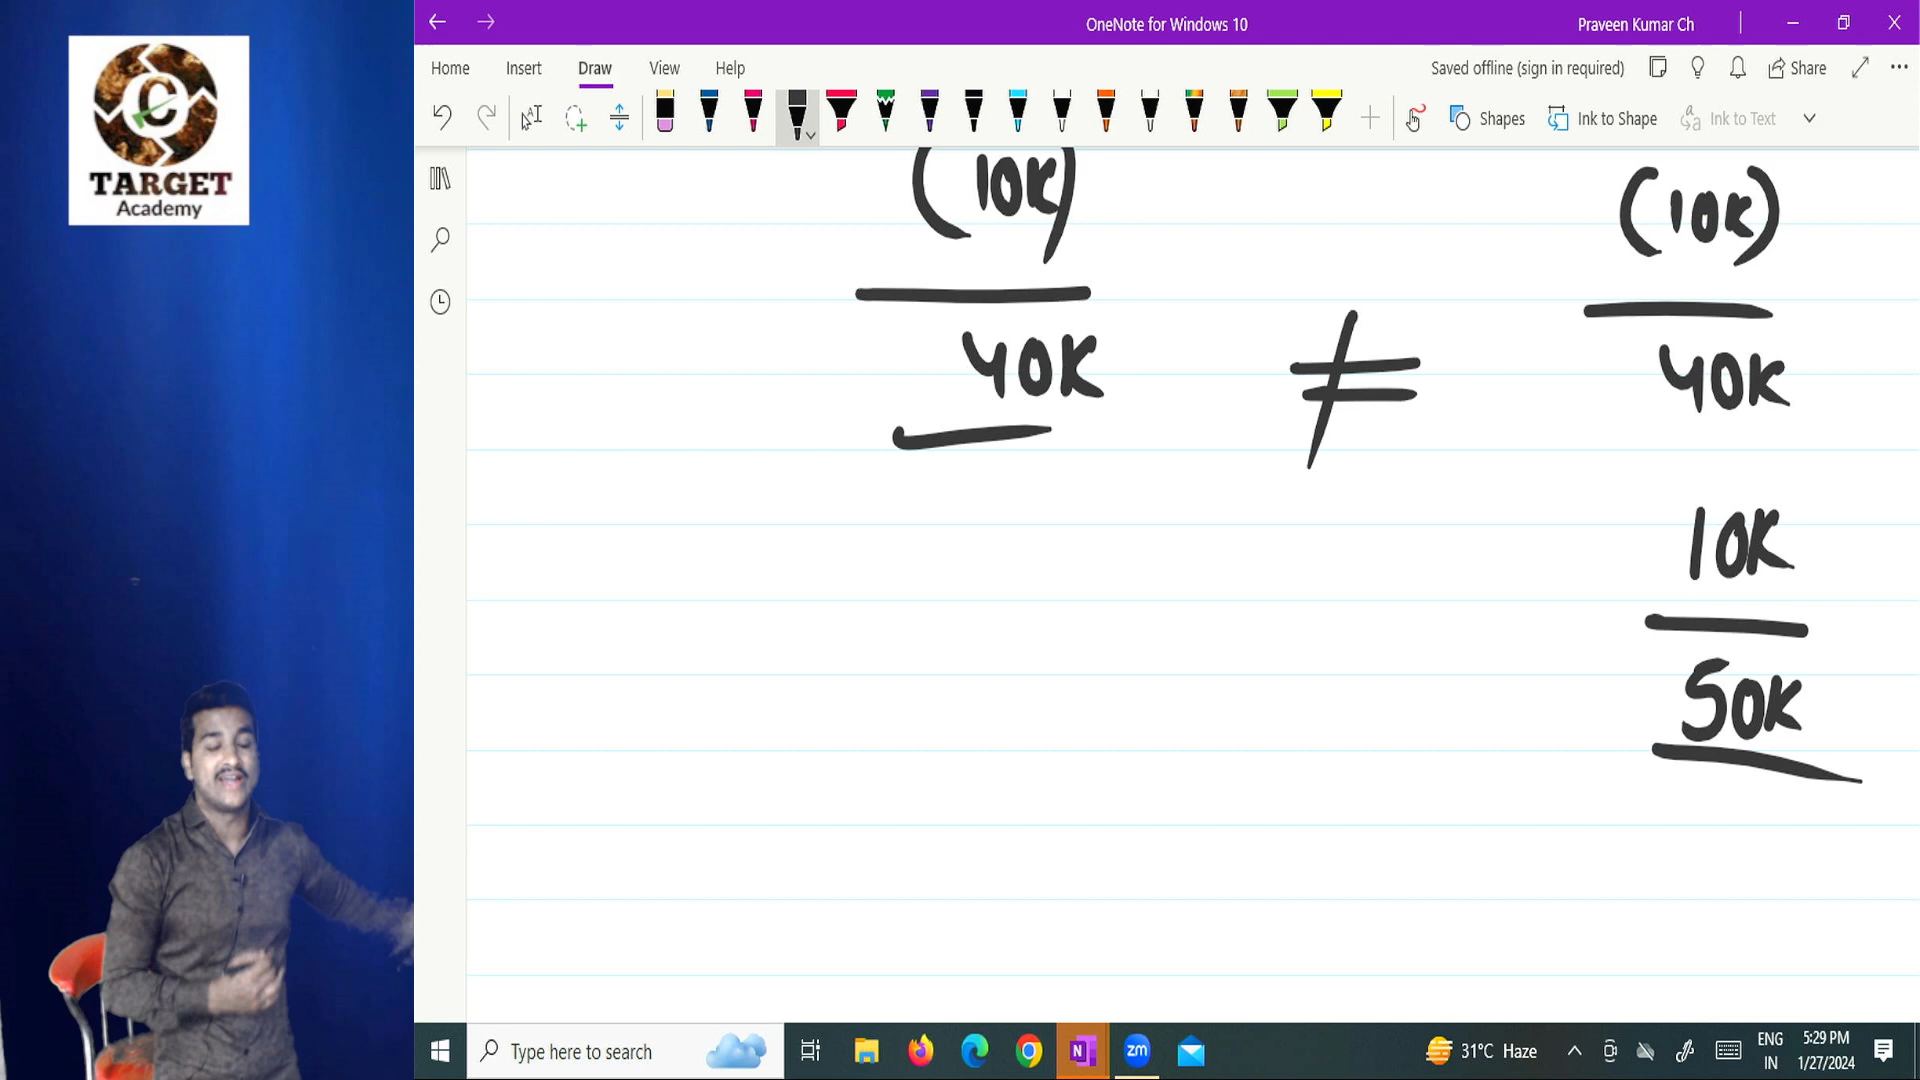 TARGET
Academy
OneNote for Windows 10
Praveen Kumar Ch
Home Insert Draw View Help
Saved offline (sign in required) Share
Shapes Ink to Shape Ink to Text
(10K) (10K)
40K ≠ 40K
10K
50K
Type here to search
N zm
31°C Haze
ENG
IN
5:29 PM
1/27/2024